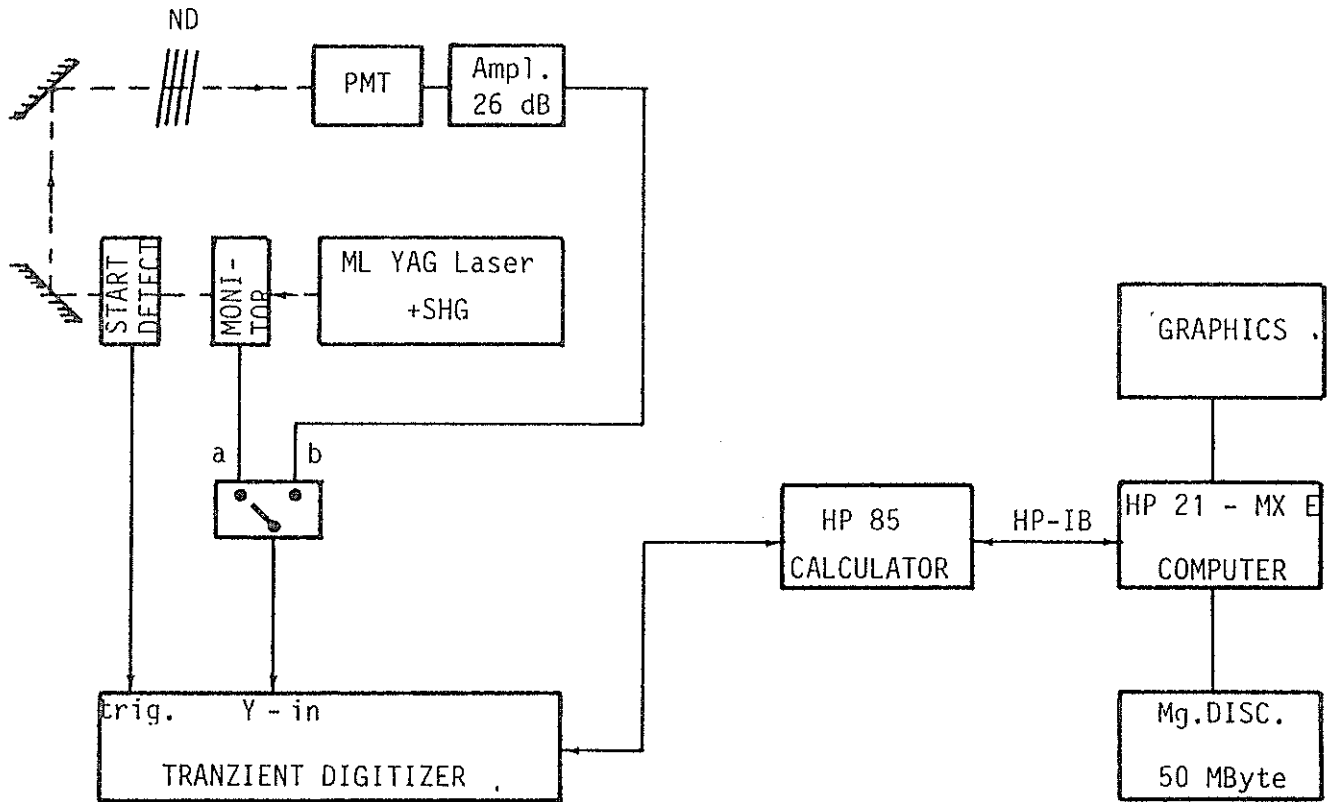 ND
PMT
Ampl.
26 dB
START
DETECT
MONI-
TOR
ML YAG Laser
+SHG
a
b
GRAPHICS
HP 85
CALCULATOR
HP-IB
HP 21 - MX E
COMPUTER
trig.
Y - in
TRANZIENT DIGITIZER
Mg.DISC.
50 MByte